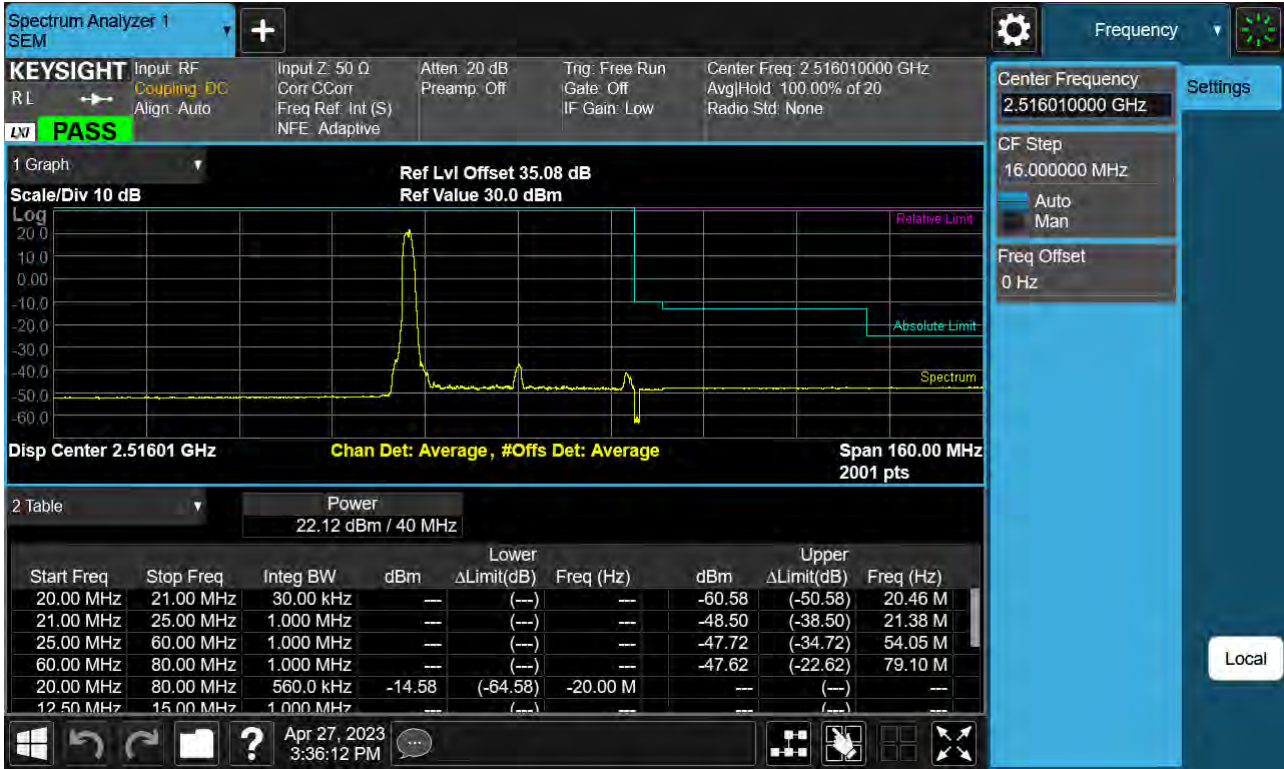 Spectrum Analyzer 1
SEM
Frequency
KEYSIGHT
R L
LXI
PASS
Input: RF
Coupling: DC
Align: Auto
Input Z: 50 Ω
Corr CCorr
Freq Ref: Int (S)
NFE: Adaptive
Atten: 20 dB
Preamp: Off
Trig: Free Run
Gate: Off
IF Gain: Low
Center Freq: 2.516010000 GHz
Avg|Hold: 100.00% of 20
Radio Std: None
Center Frequency
2.516010000 GHz
Settings
CF Step
16.000000 MHz
Auto
Man
Freq Offset
0 Hz
1 Graph
Scale/Div 10 dB
Ref Lvl Offset 35.08 dB
Ref Value 30.0 dBm
Log
20.0
10.0
0.00
-10.0
-20.0
-30.0
-40.0
-50.0
-60.0
Relative Limit
Absolute Limit
Spectrum
Disp Center 2.51601 GHz
Chan Det: Average, #Offs Det: Average
Span 160.00 MHz
2001 pts
2 Table
Power
22.12 dBm / 40 MHz
Lower Upper
Start Freq Stop Freq Integ BW dBm ∆Limit(dB) Freq (Hz) dBm ∆Limit(dB) Freq (Hz)
20.00 MHz 21.00 MHz 30.00 kHz --- (---) --- -60.58 (-50.58) 20.46 M
21.00 MHz 25.00 MHz 1.000 MHz --- (---) --- -48.50 (-38.50) 21.38 M
25.00 MHz 60.00 MHz 1.000 MHz --- (---) --- -47.72 (-34.72) 54.05 M
60.00 MHz 80.00 MHz 1.000 MHz --- (---) --- -47.62 (-22.62) 79.10 M
20.00 MHz 80.00 MHz 560.0 kHz -14.58 (-64.58) -20.00 M --- (---) ---
12.50 MHz 15.00 MHz 1.000 MHz --- (---) --- --- (---) ---
Local
?
Apr 27, 2023
3:36:12 PM